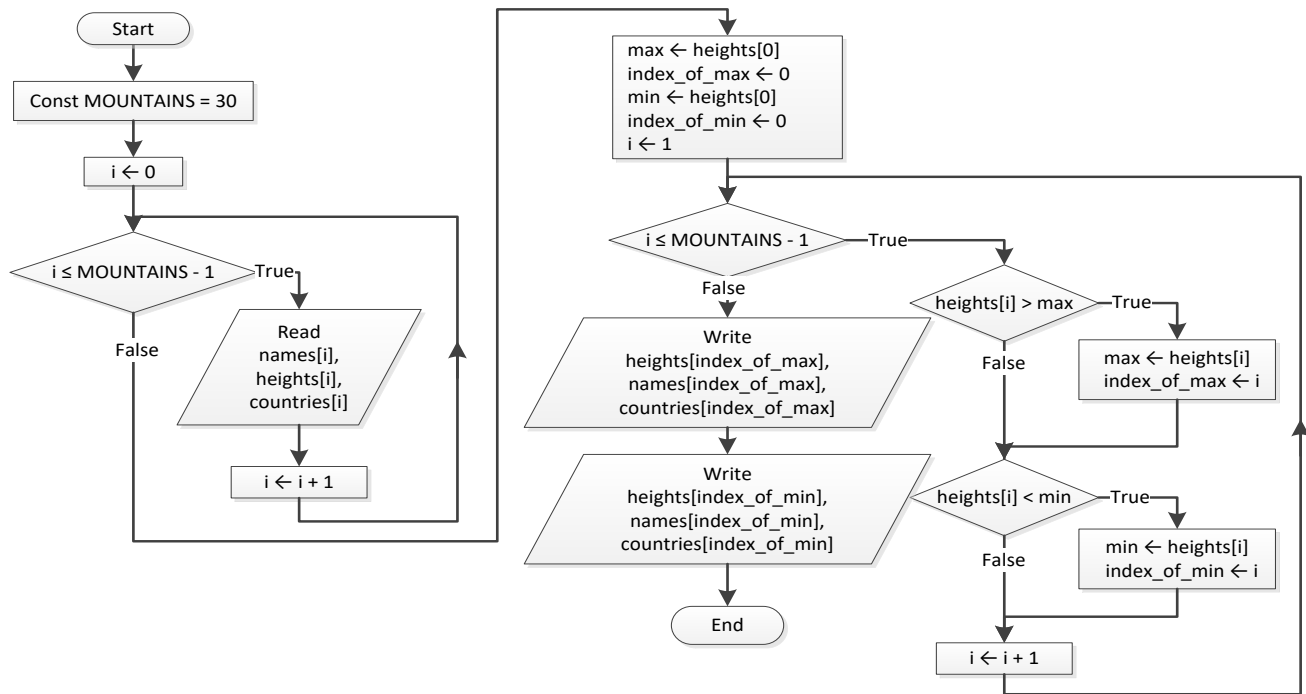 Start
Const MOUNTAINS = 30
i ← 0
i ≤ MOUNTAINS - 1
True
False
Read
names[i],
heights[i],
countries[i]
i ← i + 1
max ← heights[0]
index_of_max ← 0
min ← heights[0]
index_of_min ← 0
i ← 1
i ≤ MOUNTAINS - 1
True
False
heights[i] > max
True
False
max ← heights[i]
index_of_max ← i
heights[i] < min
True
False
min ← heights[i]
index_of_min ← i
i ← i + 1
Write
heights[index_of_max],
names[index_of_max],
countries[index_of_max]
Write
heights[index_of_min],
names[index_of_min],
countries[index_of_min]
End